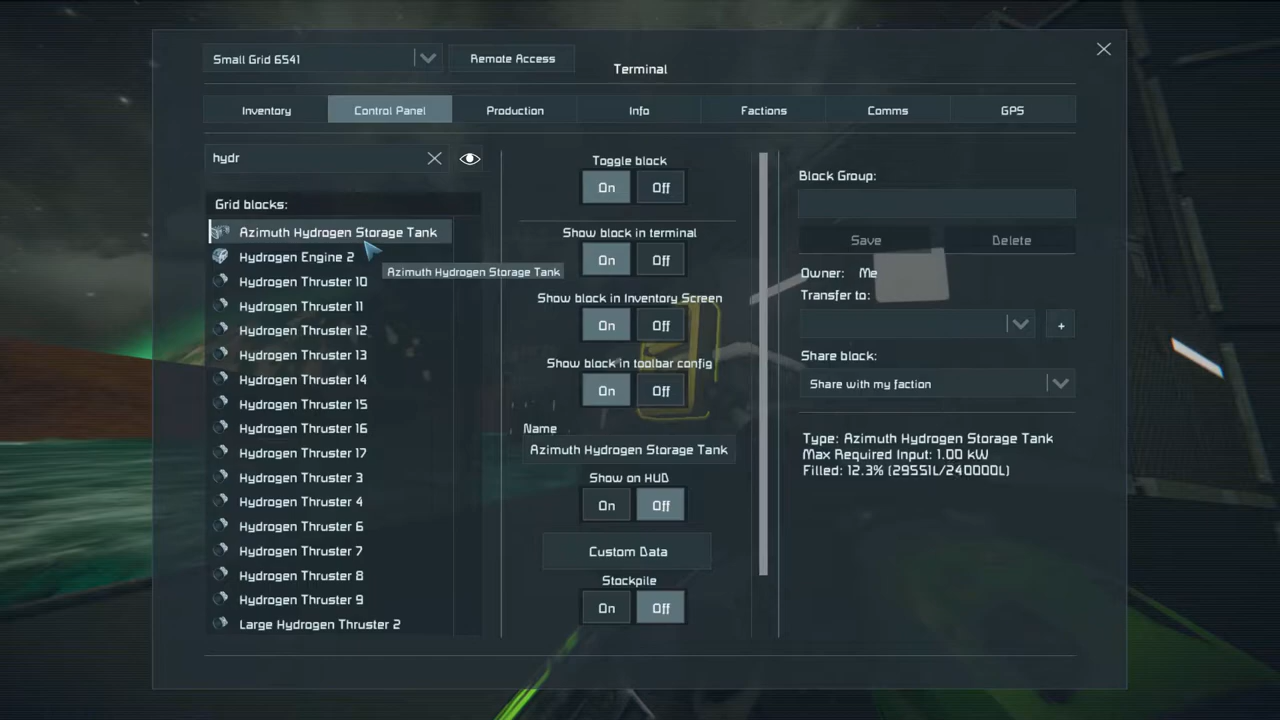 Small Grid 6541
Remote Access
Terminal
Inventory
Control Panel
Production
Info
Factions
Comms
GPS
hydr
Grid blocks:
Azimuth Hydrogen Storage Tank
Hydrogen Engine 2
Azimuth Hydrogen Storage Tank
Hydrogen Thruster 10
Hydrogen Thruster 11
Hydrogen Thruster 12
Hydrogen Thruster 13
Hydrogen Thruster 14
Hydrogen Thruster 15
Hydrogen Thruster 16
Hydrogen Thruster 17
Hydrogen Thruster 3
Hydrogen Thruster 4
Hydrogen Thruster 6
Hydrogen Thruster 7
Hydrogen Thruster 8
Hydrogen Thruster 9
Large Hydrogen Thruster 2
Toggle block
On Off
Show block in terminal
On Off
Show block in Inventory Screen
On Off
Show block in toolbar config
On Off
Name
Azimuth Hydrogen Storage Tank
Show on HUD
On Off
Custom Data
Stockpile
On Off
Block Group:
Save Delete
Owner: Me
Transfer to:
+
Share block:
Share with my faction
Type: Azimuth Hydrogen Storage Tank
Max Required Input: 1.00 kW
Filled: 12.3% (29551L/240000L)